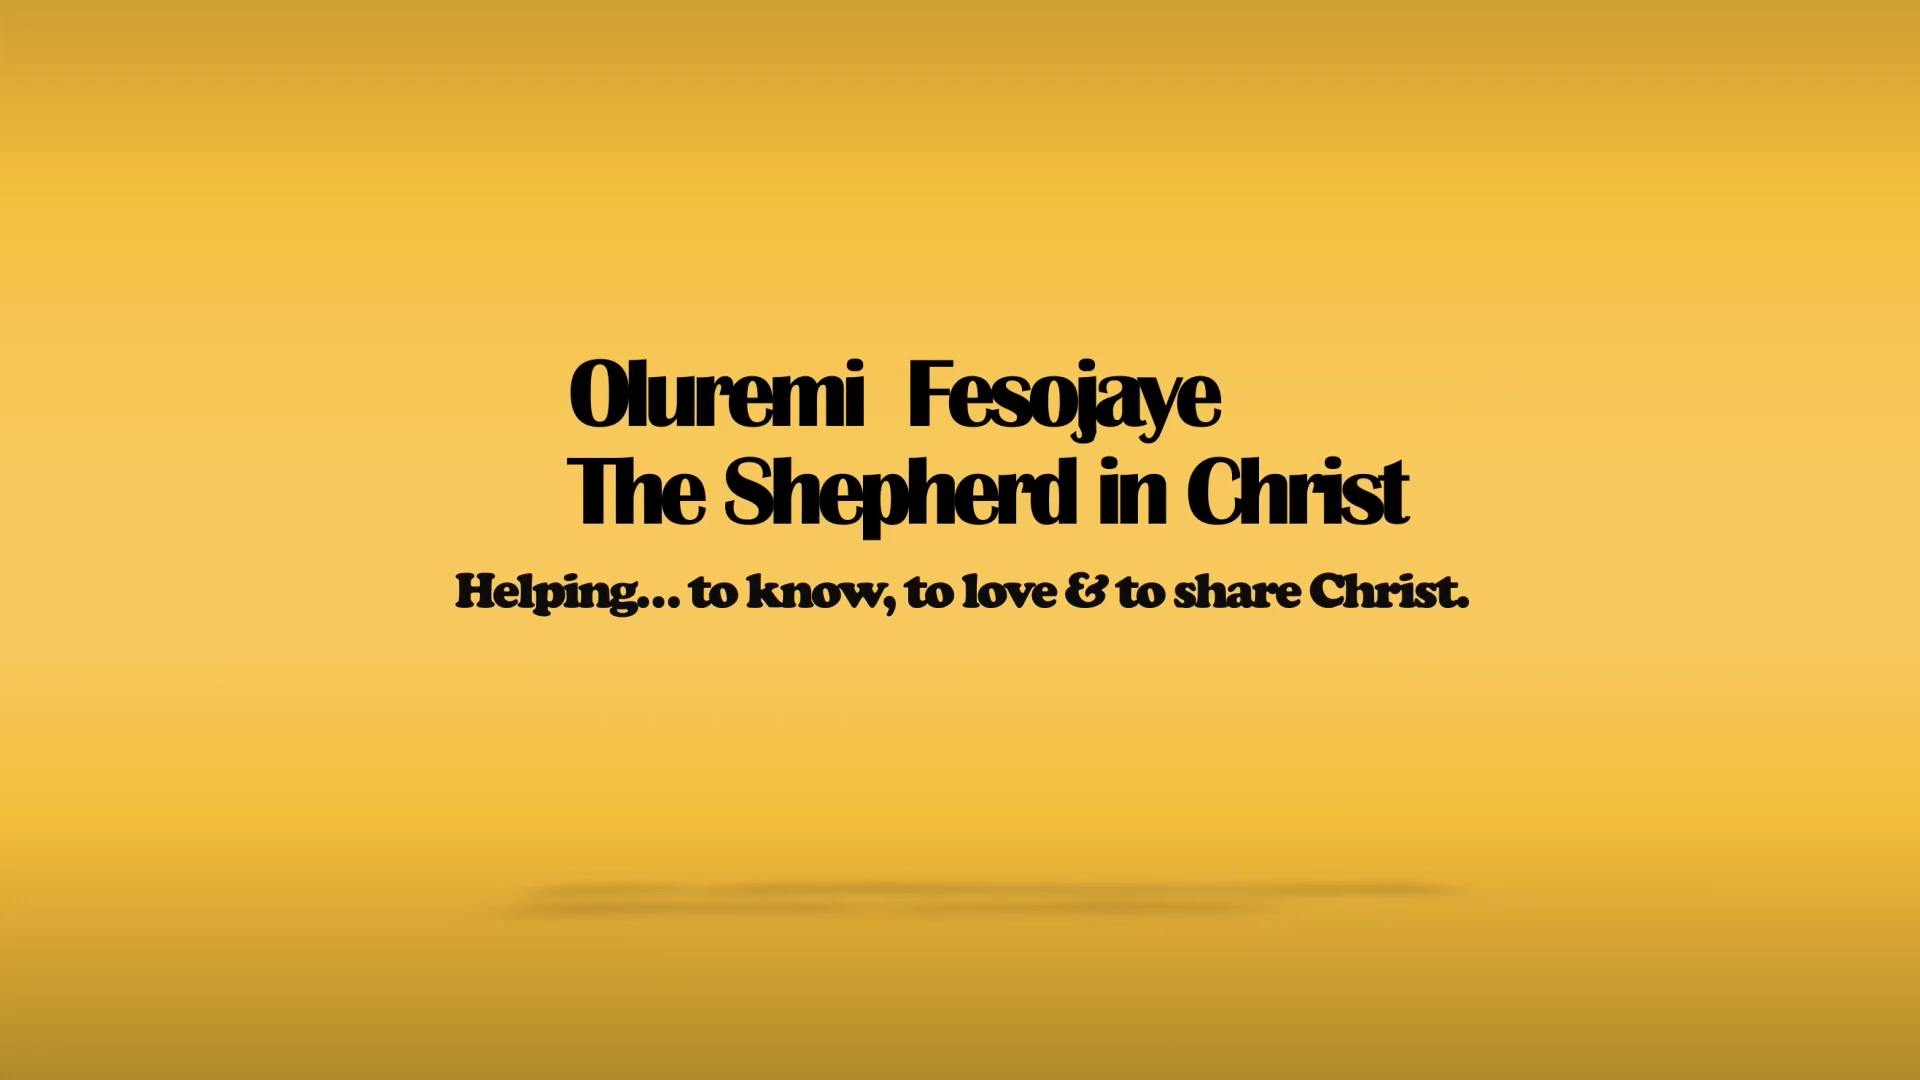 Oluremi Fesojaye
The Shepherd in Christ
Helping... to know, to love & to share Christ.